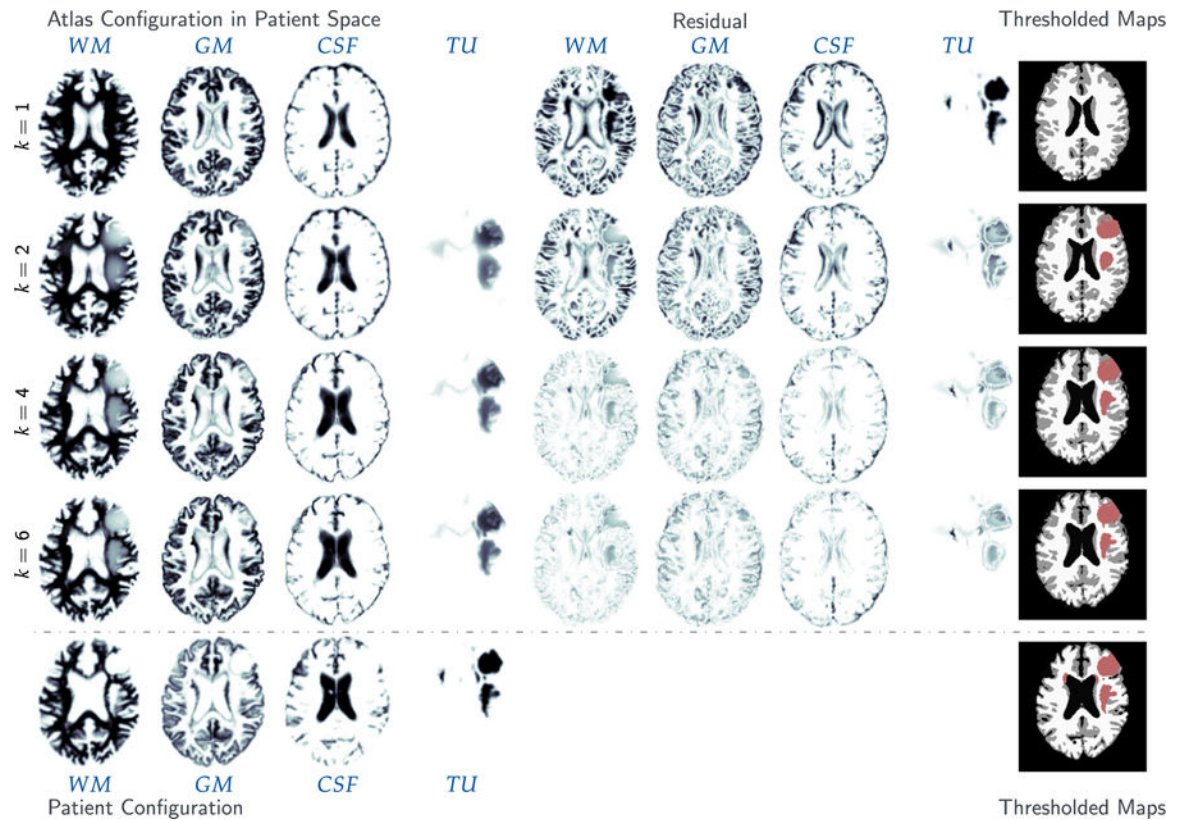 Atlas Configuration in Patient Space Residual Thresholded Maps
WM GM CSF TU WM GM CSF TU
k = 1
k = 2
k = 4
k = 6
WM GM CSF TU
Patient Configuration Thresholded Maps